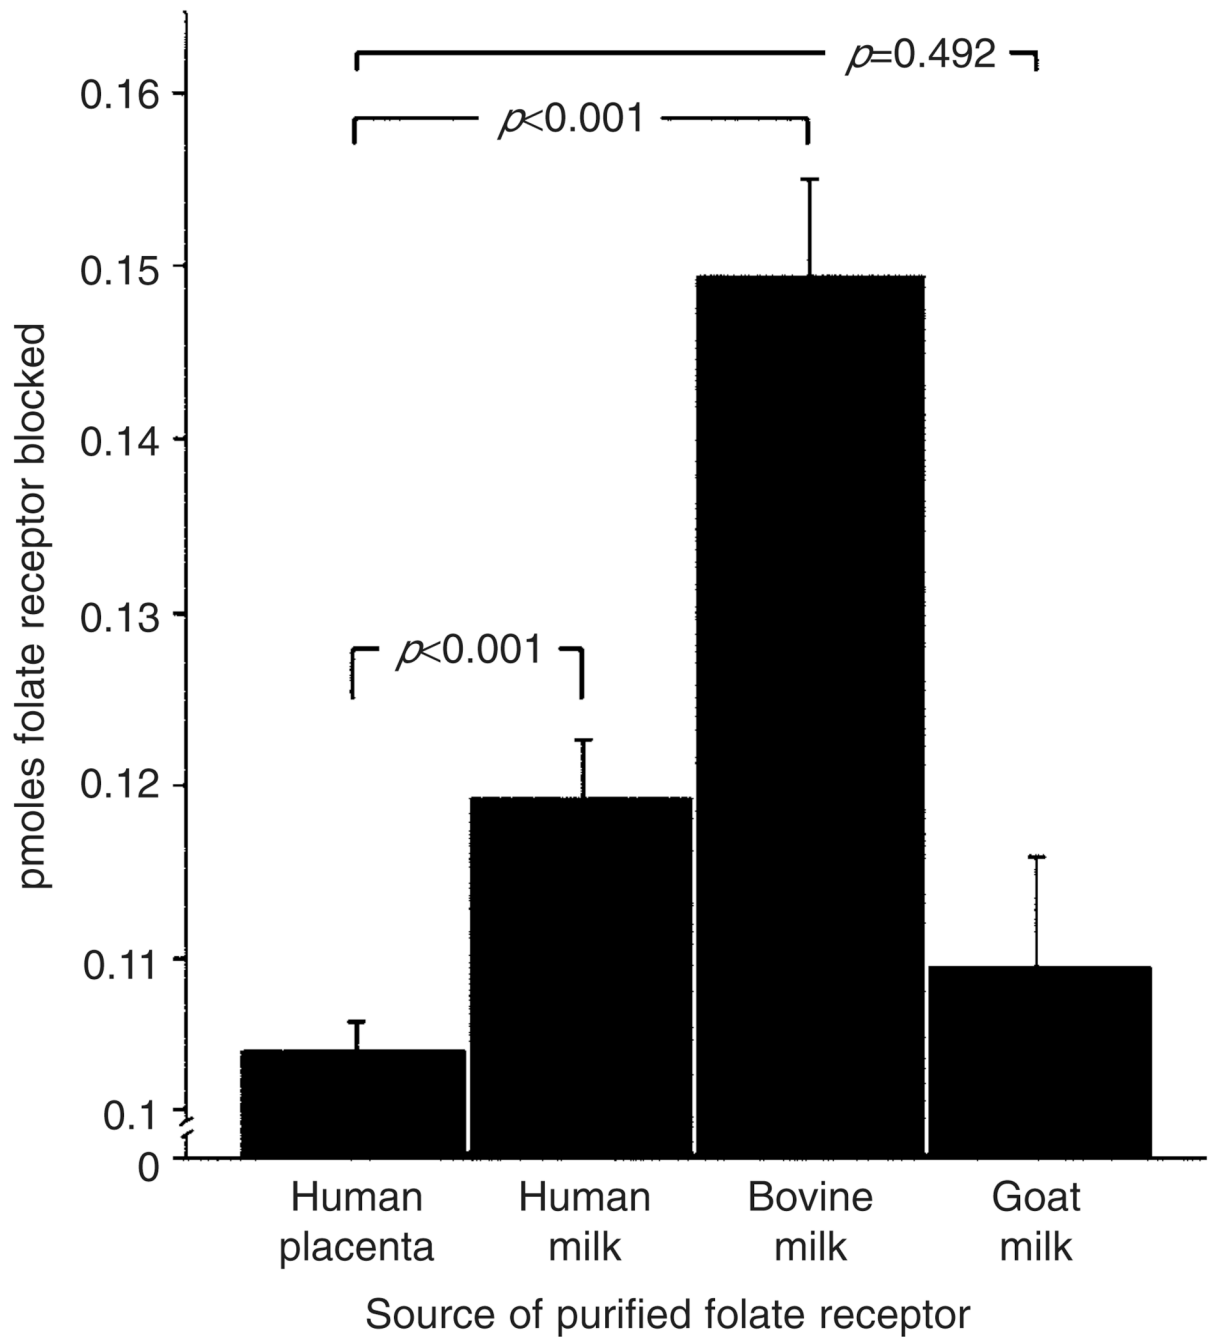 p=0.492
0.16
p<0.001
0.15
0.14
0.13
p<0.001
0.12
0.11
0.1
0
pmoles folate receptor blocked
Human placenta
Human milk
Bovine milk
Goat milk
Source of purified folate receptor